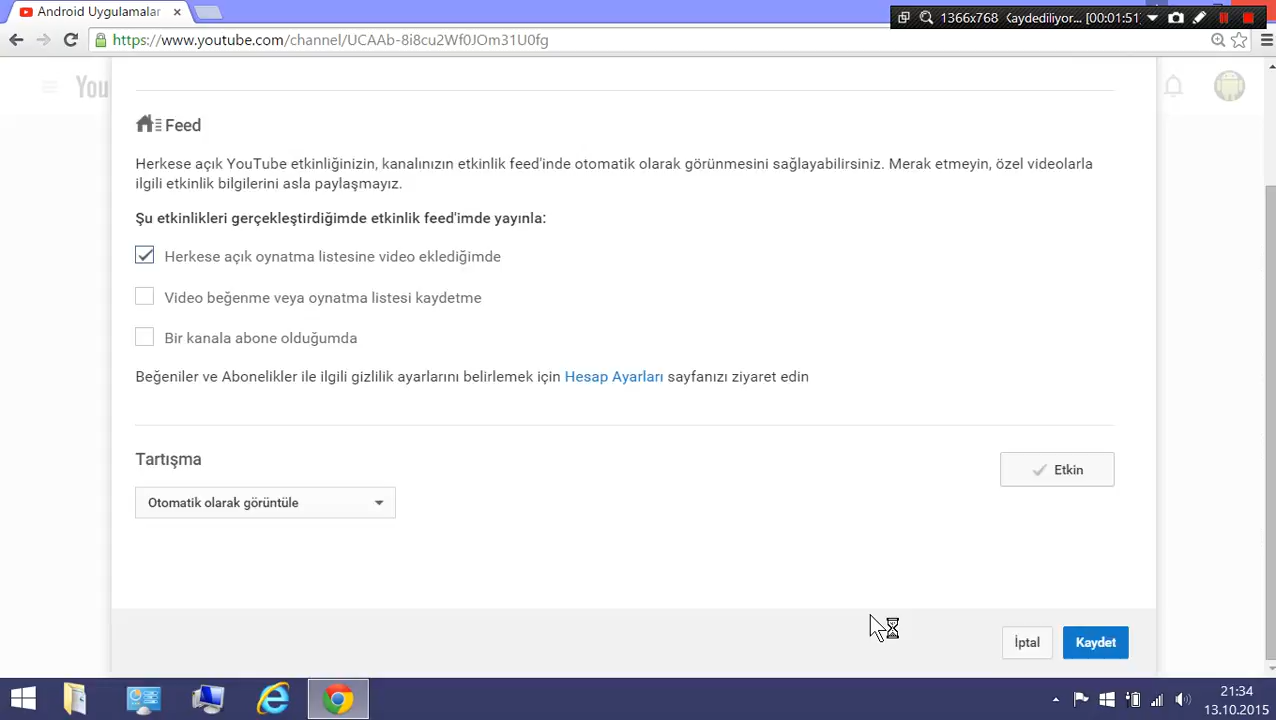 Android Uygulamalar
1366x768 Kaydediliyor... [00:01:51]
https://www.youtube.com/channel/UCAAb-8i8cu2Wf0JOm31U0fg
You
Feed
Herkese açık YouTube etkinliğinizin, kanalınızın etkinlik feed'inde otomatik olarak görünmesini sağlayabilirsiniz. Merak etmeyin, özel videolarla
ilgili etkinlik bilgilerini asla paylaşmayız.
Şu etkinlikleri gerçekleştirdiğimde etkinlik feed'imde yayınla:
Herkese açık oynatma listesine video eklediğimde
Video beğenme veya oynatma listesi kaydetme
Bir kanala abone olduğumda
Beğeniler ve Abonelikler ile ilgili gizlilik ayarlarını belirlemek için Hesap Ayarları sayfanızı ziyaret edin
Tartışma
Etkin
Otomatik olarak görüntüle
İptal
Kaydet
21:34
13.10.2015